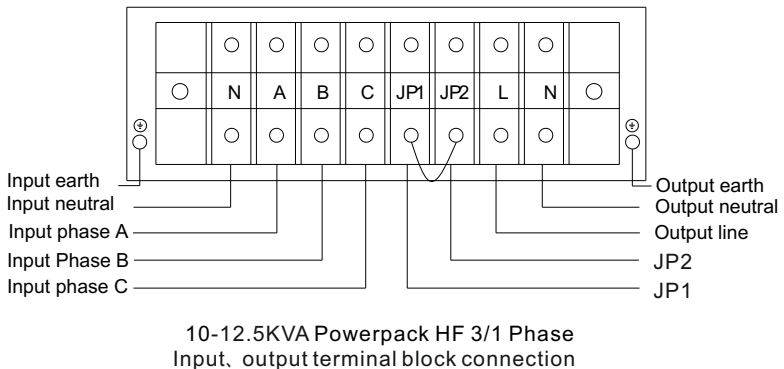 N A B C JP1 JP2 L N
Input earth
Input neutral
Input phase A
Input Phase B
Input phase C
Output earth
Output neutral
Output line
JP2
JP1
10-12.5KVA Powerpack HF 3/1 Phase
Input、output terminal block connection